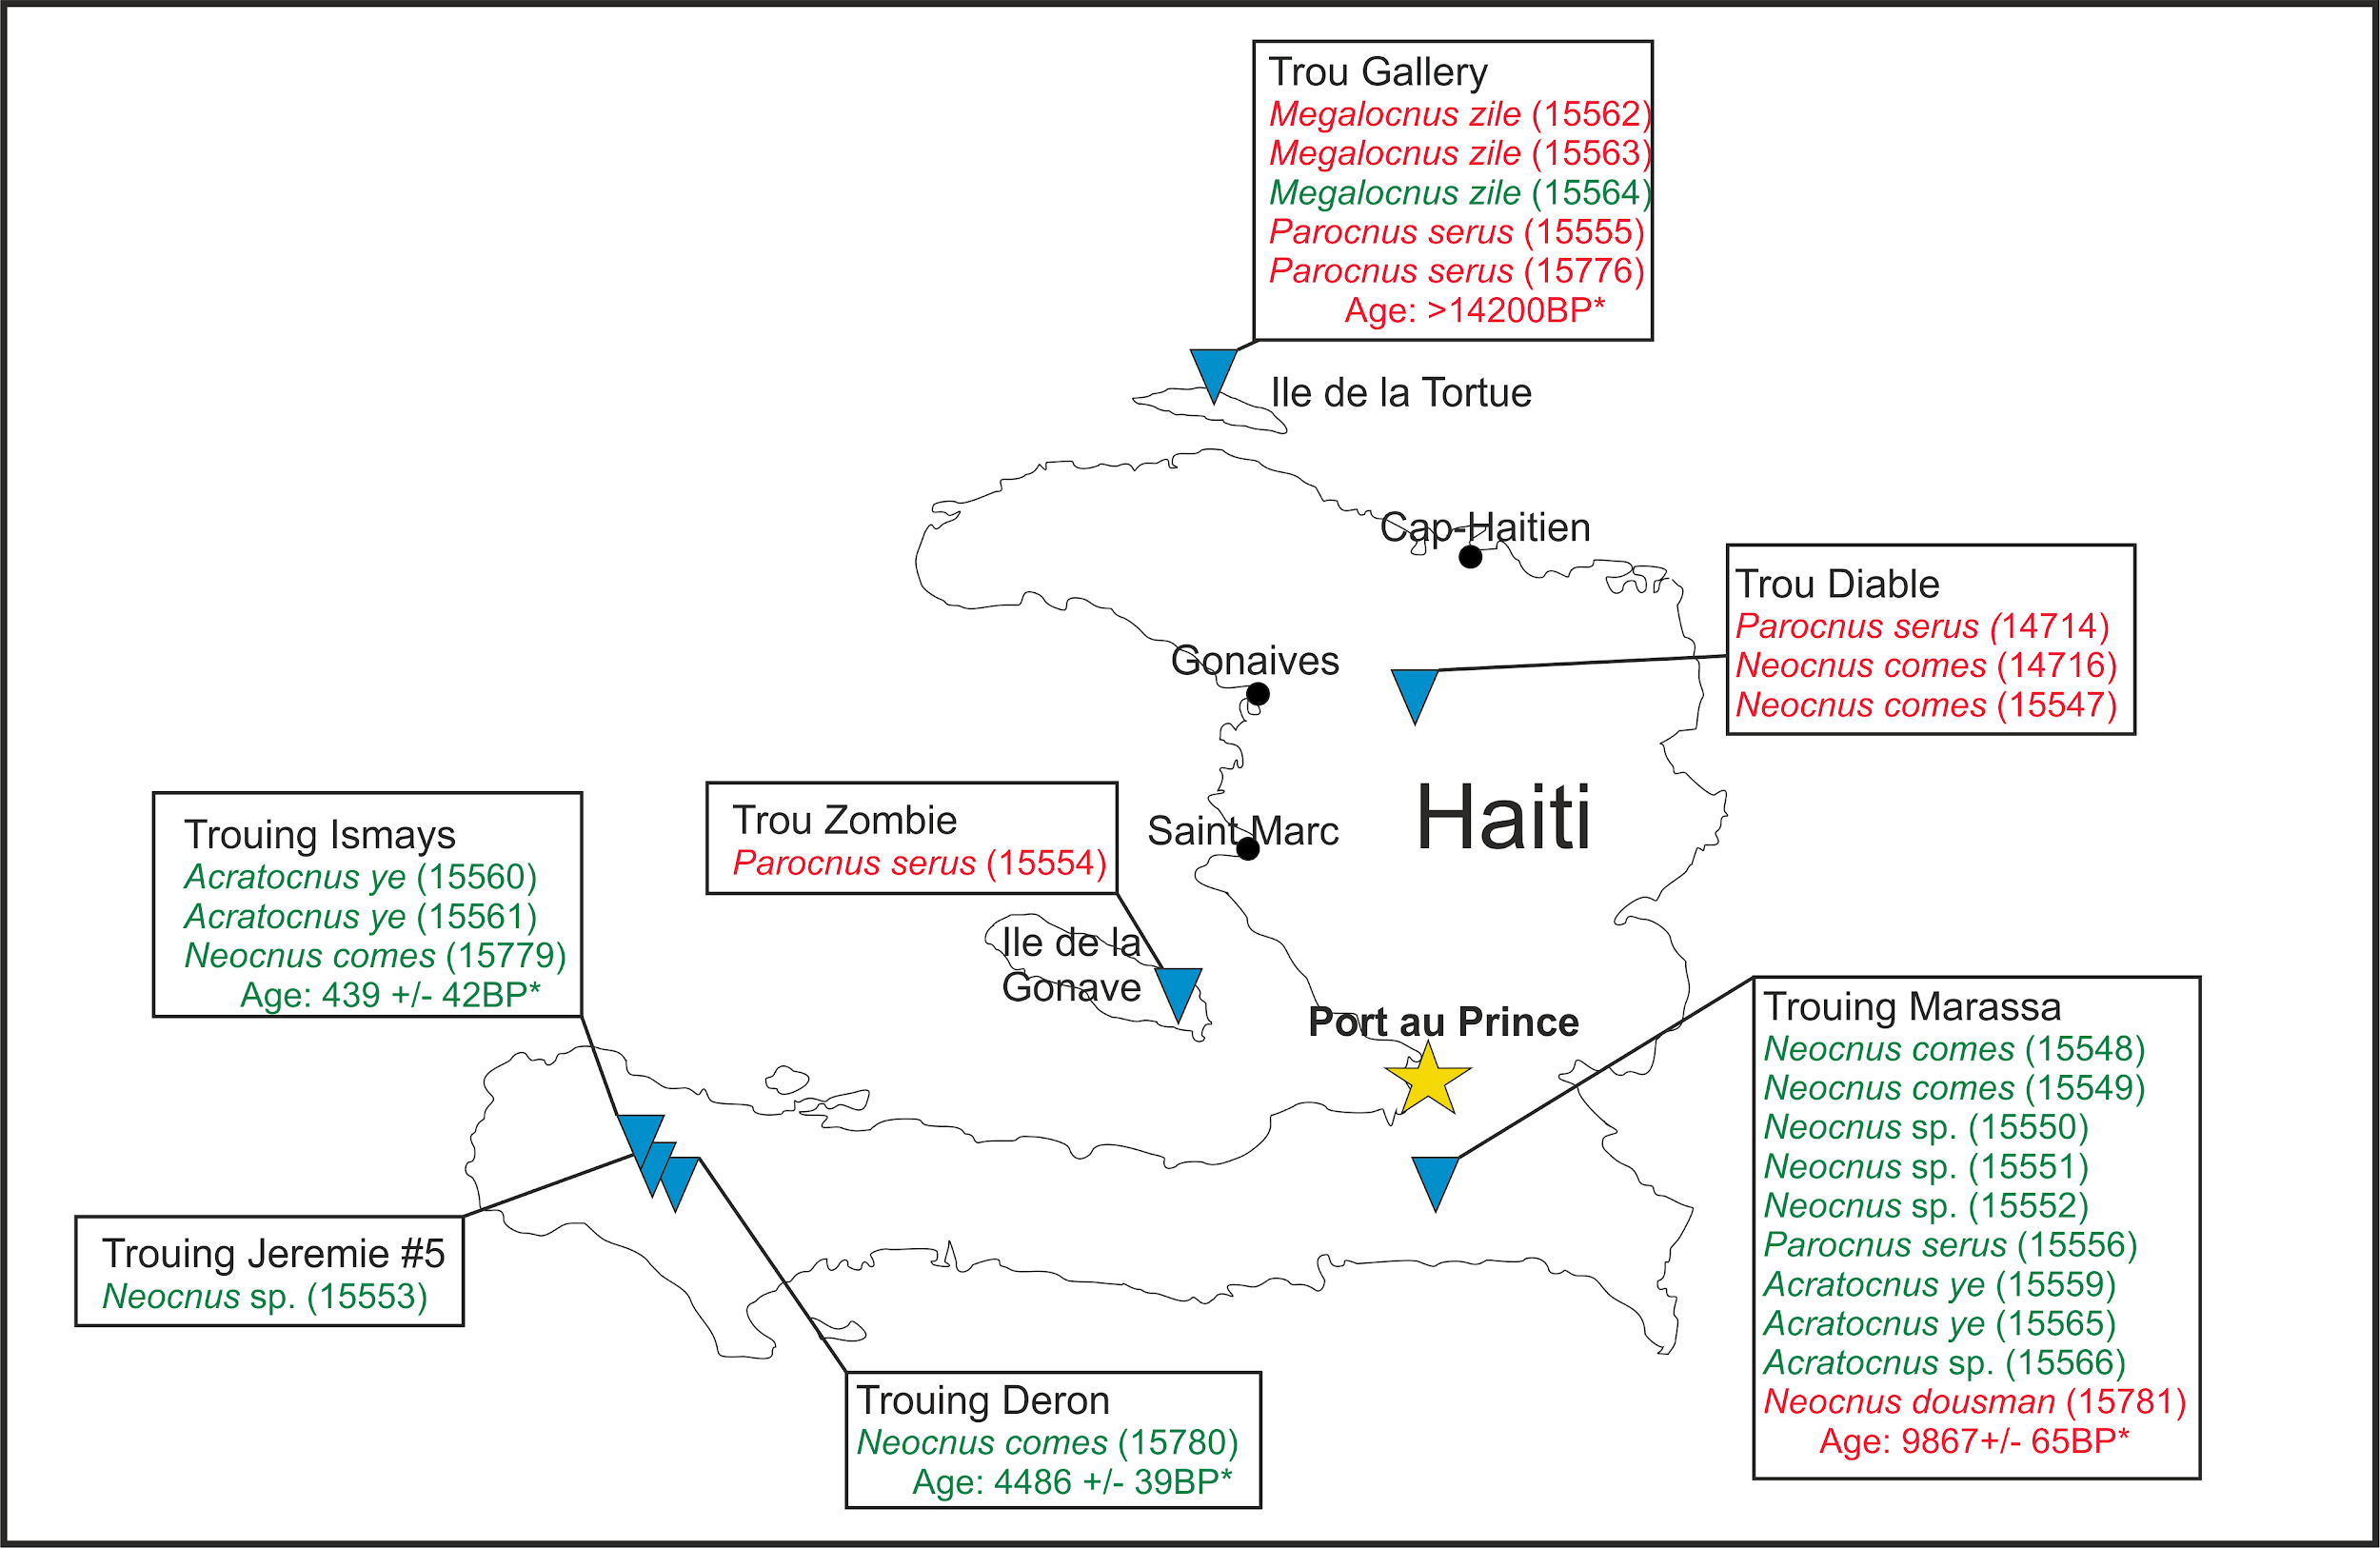 Trou Gallery
Megalocnus zile (15562)
Megalocnus zile (15563)
Megalocnus zile (15564)
Parocnus serus (15555)
Parocnus serus (15776)
Age: >14200BP*
Ile de la Tortue
Cap-Haitien
Trou Diable
Parocnus serus (14714)
Neocnus comes (14716)
Neocnus comes (15547)
Gonaives
Haiti
Saint Marc
Trou Zombie
Parocnus serus (15554)
Trouing Ismays
Acratocnus ye (15560)
Acratocnus ye (15561)
Neocnus comes (15779)
Age: 439 +/- 42BP*
Ile de la
Gonave
Port au Prince
Trouing Marassa
Neocnus comes (15548)
Neocnus comes (15549)
Neocnus sp. (15550)
Neocnus sp. (15551)
Neocnus sp. (15552)
Parocnus serus (15556)
Acratocnus ye (15559)
Acratocnus ye (15565)
Acratocnus sp. (15566)
Neocnus dousman (15781)
Age: 9867+/- 65BP*
Trouing Jeremie #5
Neocnus sp. (15553)
Trouing Deron
Neocnus comes (15780)
Age: 4486 +/- 39BP*